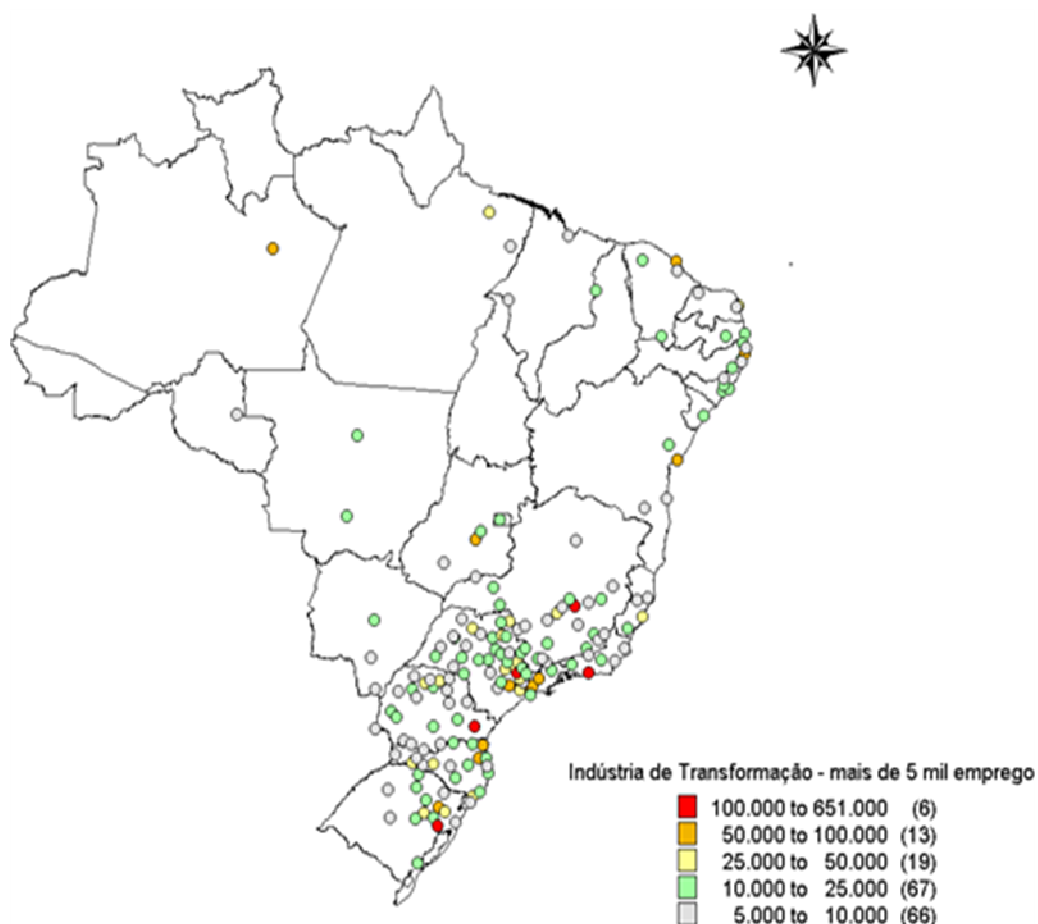 Indústria de Transformação - mais de 5 mil emprego
100.000 to 651.000 (6)
50.000 to 100.000 (13)
25.000 to 50.000 (19)
10.000 to 25.000 (67)
5.000 to 10.000 (66)